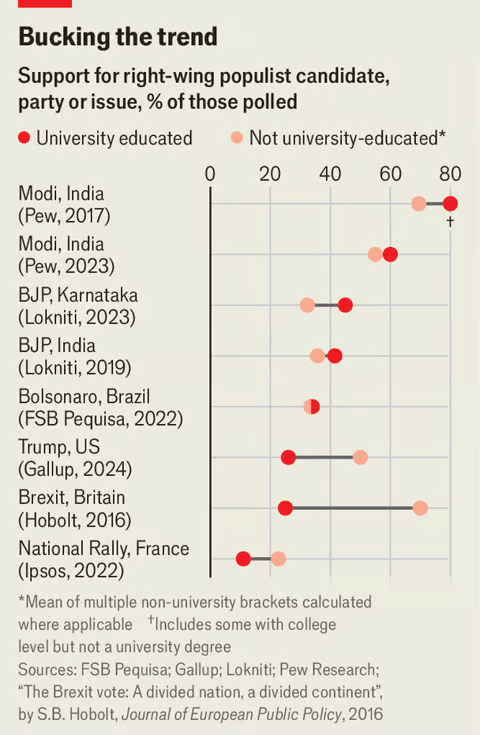 Bucking the trend
Support for right-wing populist candidate,
party or issue, % of those polled
University educated
Not university-educated*
0 20 40 60 80
Modi, India
(Pew, 2017)
†
Modi, India
(Pew, 2023)
BJP, Karnataka
(Lokniti, 2023)
BJP, India
(Lokniti, 2019)
Bolsonaro, Brazil
(FSB Pequisa, 2022)
Trump, US
(Gallup, 2024)
Brexit, Britain
(Hobolt, 2016)
National Rally, France
(Ipsos, 2022)
*Mean of multiple non-university brackets calculated
where applicable †Includes some with college
level but not a university degree
Sources: FSB Pequisa; Gallup; Lokniti; Pew Research;
“The Brexit vote: A divided nation, a divided continent”,
by S.B. Hobolt, Journal of European Public Policy, 2016